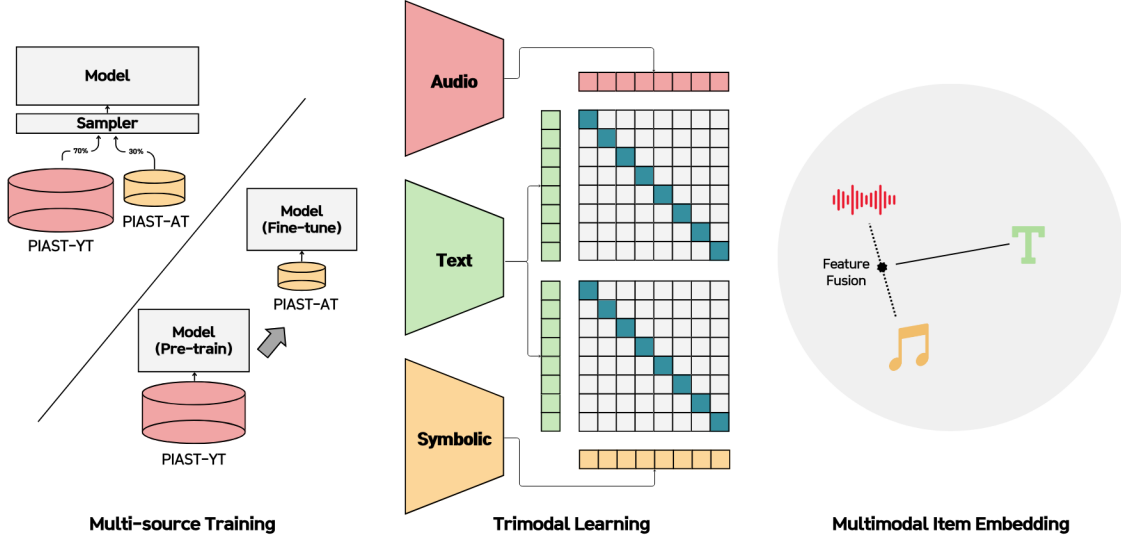 Model
Sampler
70%
30%
PIAST-YT
PIAST-AT
Model
(Fine-tune)
PIAST-AT
Model
(Pre-train)
PIAST-YT
Multi-source Training
Audio
Text
Symbolic
Trimodal Learning
T
Feature
Fusion
Multimodal Item Embedding